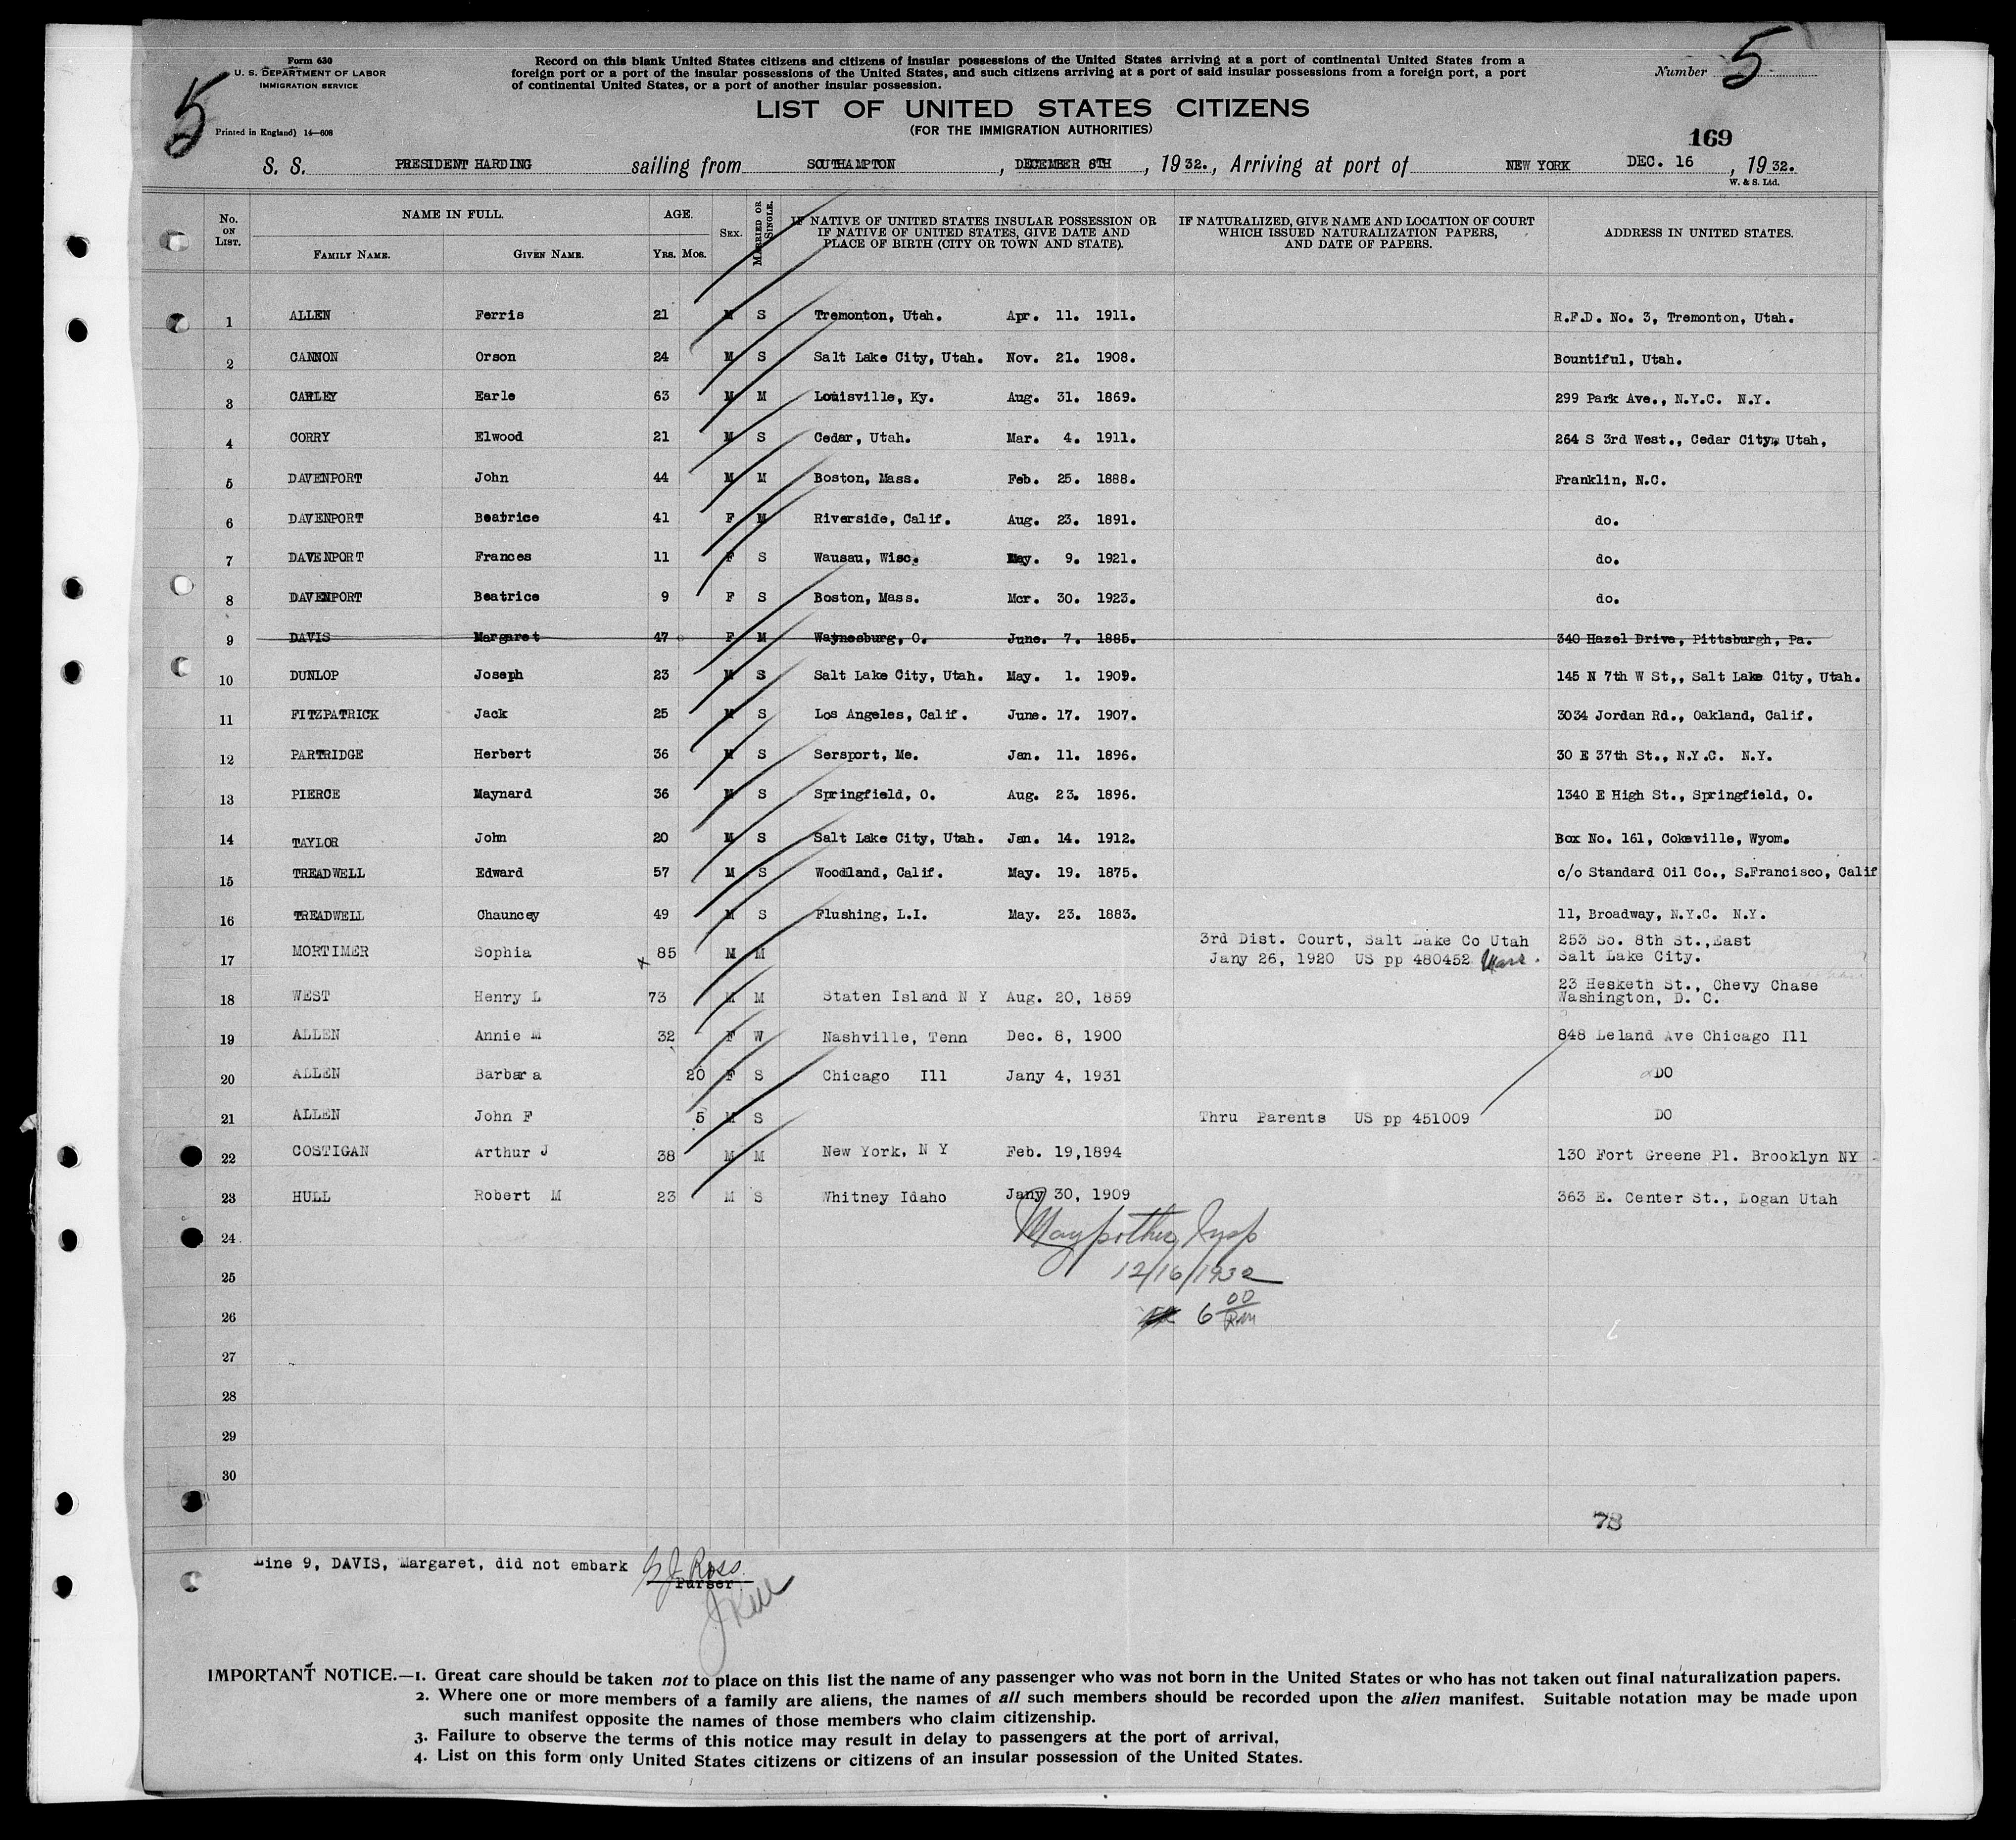 Form 630
U. S. DEPARTMENT OF LABOR
IMMIGRATION SERVICE
Printed in England) 14—608
5
Record on this blank United States citizens and citizens of insular possessions of the United States arriving at a port of continental United States from a
foreign port or a port of the insular possessions of the United States, and such citizens arriving at a port of said insular possessions from a foreign port, a port
of continental United States, or a port of another insular possession.
Number 5
LIST OF UNITED STATES CITIZENS
(FOR THE IMMIGRATION AUTHORITIES)
169
S. S. PRESIDENT HARDING sailing from SOUTHAMPTON, DECEMBER 8TH, 1932., Arriving at port of NEW YORK DEC. 16, 1932.
W. & S. Ltd.
No. ON LIST. NAME IN FULL. FAMILY NAME. GIVEN NAME. AGE. YRS. MOS. SEX. MARRIED OR SINGLE. IF NATIVE OF UNITED STATES INSULAR POSSESSION OR IF NATIVE OF UNITED STATES, GIVE DATE AND PLACE OF BIRTH (CITY OR TOWN AND STATE). IF NATURALIZED, GIVE NAME AND LOCATION OF COURT WHICH ISSUED NATURALIZATION PAPERS, AND DATE OF PAPERS. ADDRESS IN UNITED STATES.
1 ALLEN Ferris 21 M S Tremonton, Utah. Apr. 11. 1911. R.F.D. No. 3, Tremonton, Utah.
2 CANNON Orson 24 M S Salt Lake City, Utah. Nov. 21. 1908. Bountiful, Utah.
3 CARLEY Earle 63 M M Louisville, Ky. Aug. 31. 1869. 299 Park Ave., N.Y.C. N.Y.
4 CORRY Elwood 21 M S Cedar, Utah. Mar. 4. 1911. 264 S 3rd West., Cedar City, Utah,
5 DAVENPORT John 44 M M Boston, Mass. Feb. 25. 1888. Franklin, N.C.
6 DAVENPORT Beatrice 41 F M Riverside, Calif. Aug. 23. 1891. do.
7 DAVENPORT Frances 11 F S Wausau, Wisc. May. 9. 1921. do.
8 DAVENPORT Beatrice 9 F S Boston, Mass. Mcr. 30. 1923. do.
9 DAVIS Margaret 47 F M Waynesburg, O. June. 7. 1885. 340 Hazel Drive, Pittsburgh, Pa.
10 DUNLOP Joseph 23 M S Salt Lake City, Utah. May. 1. 1909. 145 N 7th W St,, Salt Lake City, Utah.
11 FITZPATRICK Jack 25 M S Los Angeles, Calif. June. 17. 1907. 3034 Jordan Rd., Oakland, Calif.
12 PARTRIDGE Herbert 36 M S Sersport, Me. Jan. 11. 1896. 30 E 37th St., N.Y.C. N.Y.
13 PIERCE Maynard 36 M S Springfield, O. Aug. 23. 1896. 1340 E High St., Springfield, O.
14 TAYLOR John 20 M S Salt Lake City, Utah. Jan. 14. 1912. Box No. 161, Cokeville, Wyom.
15 TREADWELL Edward 57 M S Woodland, Calif. May. 19. 1875. c/o Standard Oil Co., S.Francisco, Calif
16 TREADWELL Chauncey 49 M S Flushing, L.I. May. 23. 1883. 11, Broadway, N.Y.C. N.Y.
17 MORTIMER Sophia x 85 M M 3rd Dist. Court, Salt Lake Co Utah 253 So. 8th St.,East
Jany 26, 1920 US pp 480452 Salt Lake City.
18 WEST Henry L 73 M M Staten Island N Y Aug. 20, 1859 23 Hesketh St., Chevy Chase
Washington, D. C.
19 ALLEN Annie M 32 F W Nashville, Tenn Dec. 8, 1900 848 Leland Ave Chicago Ill
20 ALLEN Barbara 20 F S Chicago Ill Jany 4, 1931 DO
21 ALLEN John F 5 M S Thru Parents US pp 451009 DO
22 COSTIGAN Arthur J 38 M M New York, N Y Feb. 19,1894 130 Fort Greene Pl. Brooklyn NY
23 HULL Robert M 23 M S Whitney Idaho Jany 30, 1909 363 E. Center St., Logan Utah
24
Insp
25
12/16/1932
26
6 00 PM
27
28
29
30
78
Line 9, DAVIS, Margaret, did not embark Ross
Purser
IMPORTANT NOTICE.—1. Great care should be taken not to place on this list the name of any passenger who was not born in the United States or who has not taken out final naturalization papers.
2. Where one or more members of a family are aliens, the names of all such members should be recorded upon the alien manifest. Suitable notation may be made upon
such manifest opposite the names of those members who claim citizenship.
3. Failure to observe the terms of this notice may result in delay to passengers at the port of arrival.
4. List on this form only United States citizens or citizens of an insular possession of the United States.